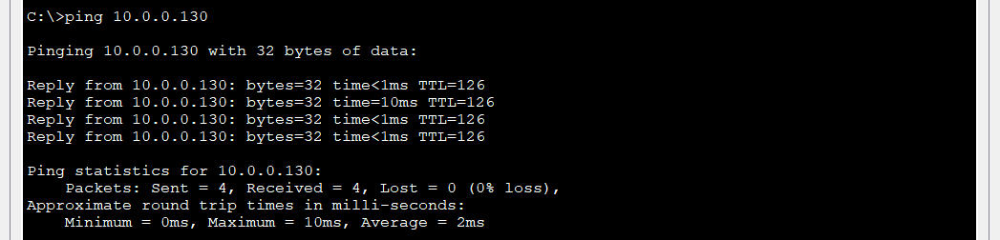 C:\>ping 10.0.0.130
Pinging 10.0.0.130 with 32 bytes of data:
Reply from 10.0.0.130: bytes=32 time<1ms TTL=126
Reply from 10.0.0.130: bytes=32 time=10ms TTL=126
Reply from 10.0.0.130: bytes=32 time<1ms TTL=126
Reply from 10.0.0.130: bytes=32 time<1ms TTL=126
Ping statistics for 10.0.0.130:
    Packets: Sent = 4, Received = 4, Lost = 0 (0% loss),
Approximate round trip times in milli-seconds:
    Minimum = 0ms, Maximum = 10ms, Average = 2ms